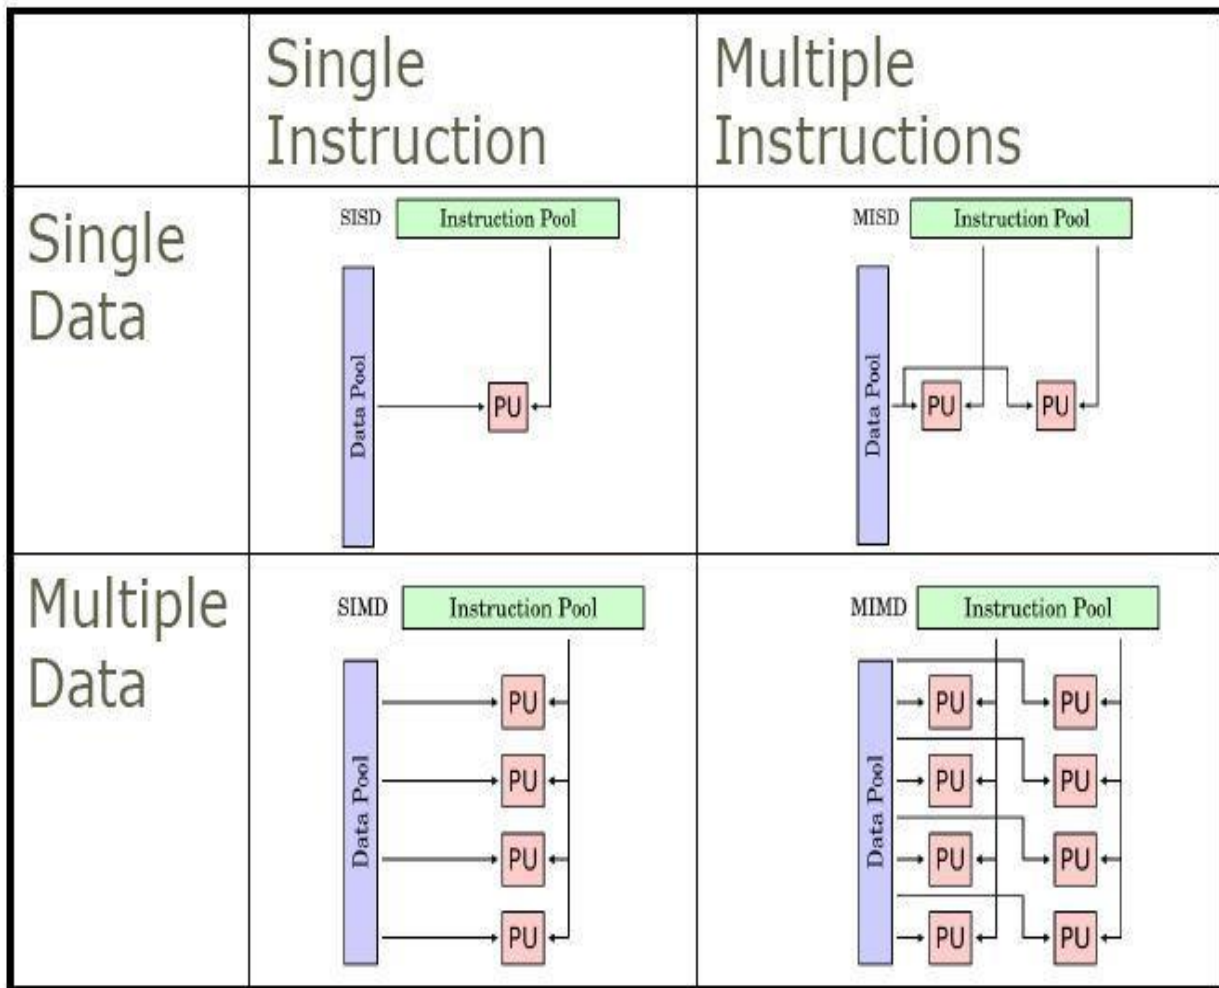 Single
Instruction
Multiple
Instructions
Single
Data
SISD Instruction Pool
Data Pool
PU
MISD Instruction Pool
Data Pool
PU PU
Multiple
Data
SIMD Instruction Pool
Data Pool
PU
PU
PU
PU
MIMD Instruction Pool
Data Pool
PU PU
PU PU
PU PU
PU PU